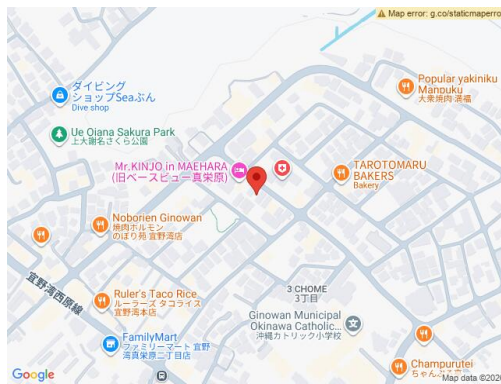 Map error: g.co/staticmaperro
ダイビング
ショップSeaぶん
Dive shop
Popular yakiniku
Manpuku
大衆焼肉 満福
Ue Ojana Sakura Park
上大謝名さくら公園
Mr.KINJO in MAEHARA
(旧ベースビュー真栄原)
TAROTOMARU
BAKERS
Bakery
Noborien Ginowan
焼肉ホルモン
のぼり苑 宜野湾店
宜野湾西原線
3 CHOME
3丁目
Ruler's Taco Rice
ルーラーズ タコライス
宜野湾本店
Ginowan Municipal
Okinawa Catholic...
沖縄カトリック小学校
FamilyMart
ファミリーマート 宜野
湾真栄原二丁目店
Champurutei
Google
Map data ©202